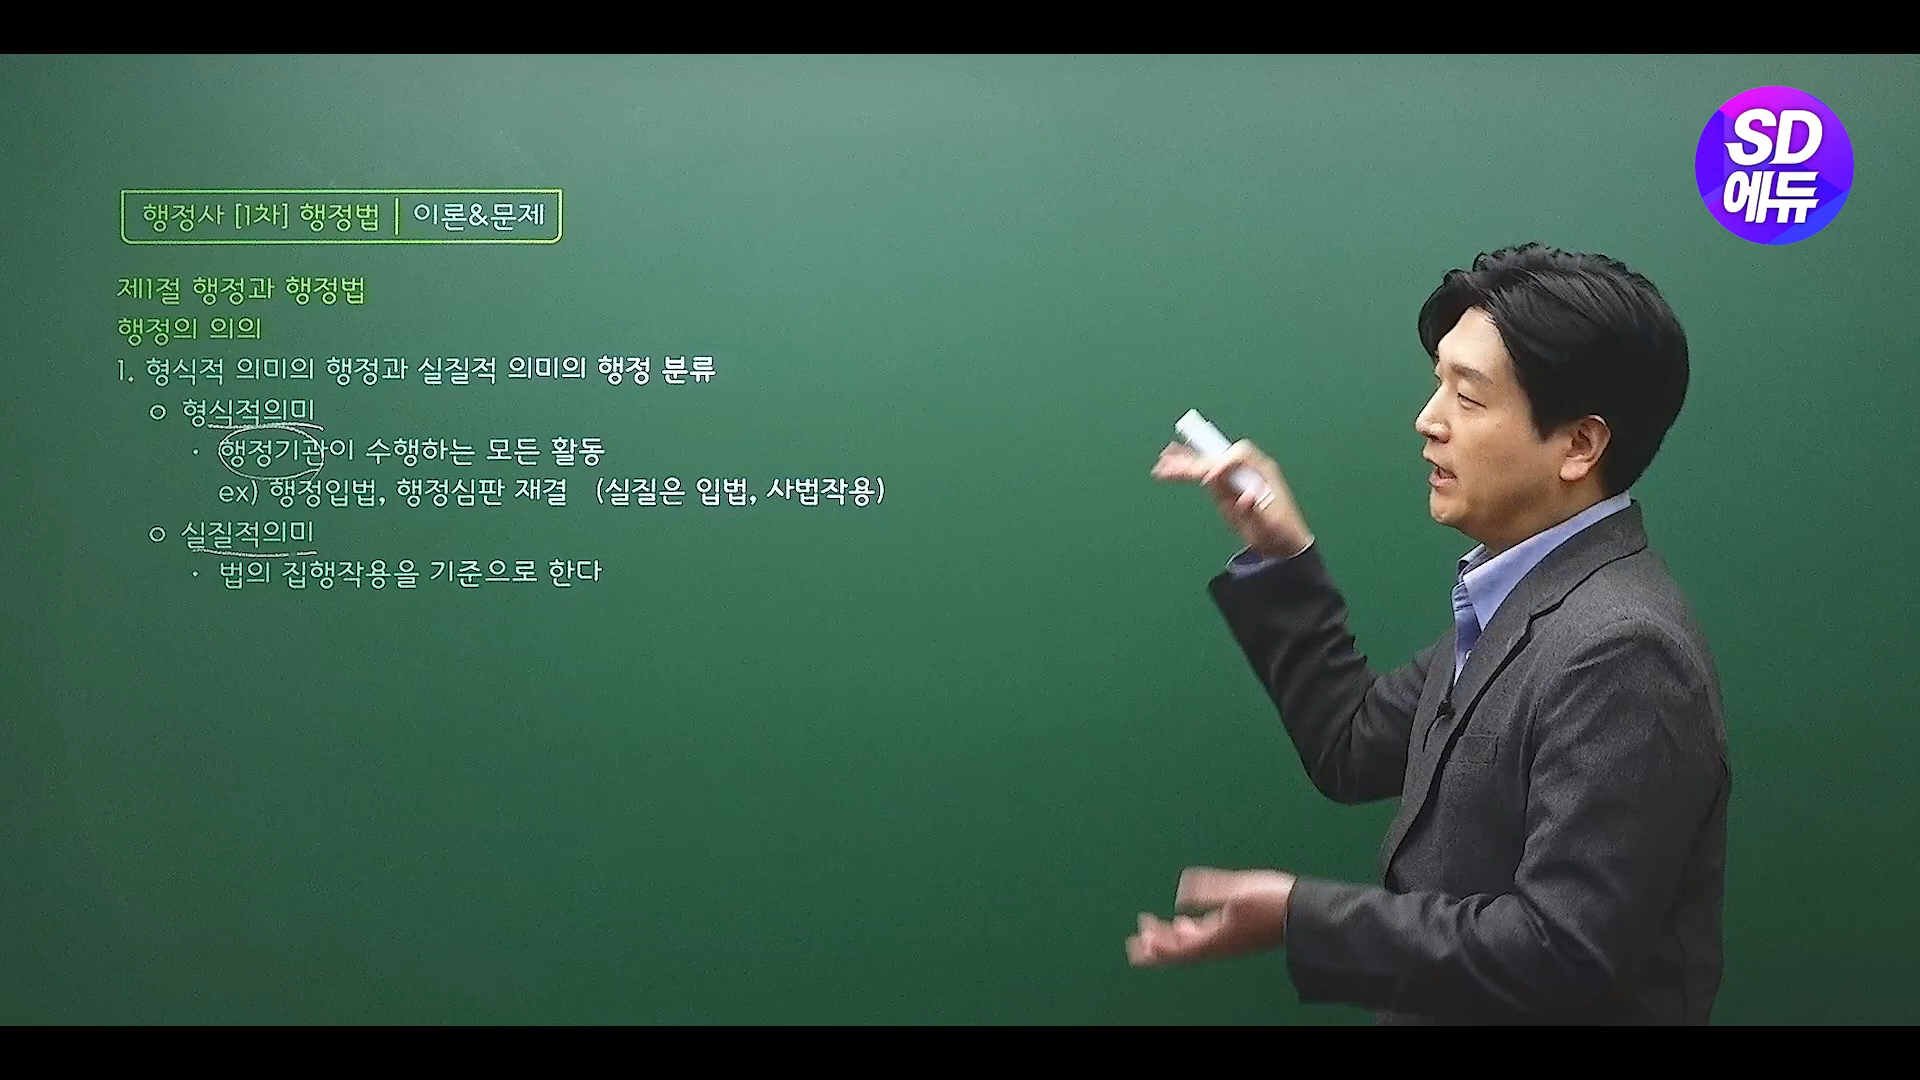 SD
에듀
행정사 [1차] 행정법 | 이론&문제
제1절 행정과 행정법
행정의 의의
1. 형식적 의미의 행정과 실질적 의미의 행정 분류
o 형식적의미
· 행정기관이 수행하는 모든 활동
ex) 행정입법, 행정심판 재결 (실질은 입법, 사법작용)
o 실질적의미
· 법의 집행작용을 기준으로 한다